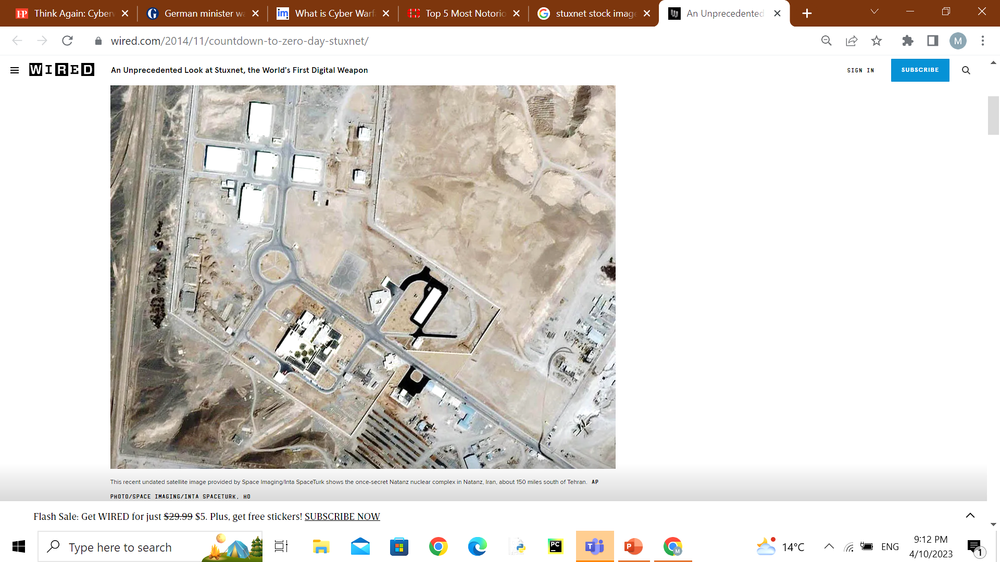 Think Again: Cyberw
German minister wa
What is Cyber Warf
Top 5 Most Notorio
stuxnet stock image
An Unprecedented
wired.com/2014/11/countdown-to-zero-day-stuxnet/
M
WIRED
An Unprecedented Look at Stuxnet, the World's First Digital Weapon
SIGN IN
SUBSCRIBE
This recent undated satellite image provided by Space Imaging/Inta SpaceTurk shows the once-secret Natanz nuclear complex in Natanz, Iran, about 150 miles south of Tehran. AP
PHOTO/SPACE IMAGING/INTA SPACETURK, HO
Flash Sale: Get WIRED for just $29.99 $5. Plus, get free stickers! SUBSCRIBE NOW
Type here to search
14°C
ENG
9:12 PM
4/10/2023
1